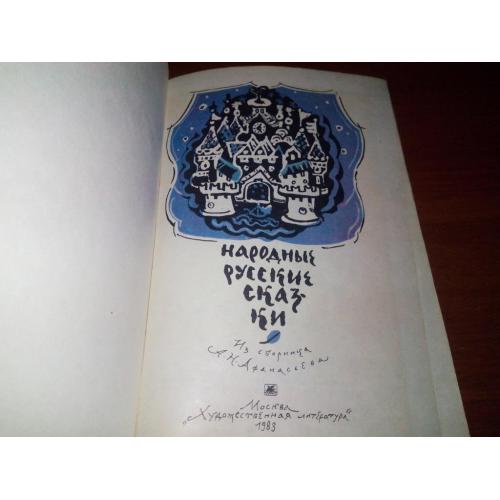 НАРОДНЫЕ
РУССКИЕ
СКАЗ-
КИ
Из сборника
А.Н.Афанасьева
Москва
„Художественная литература"
1983